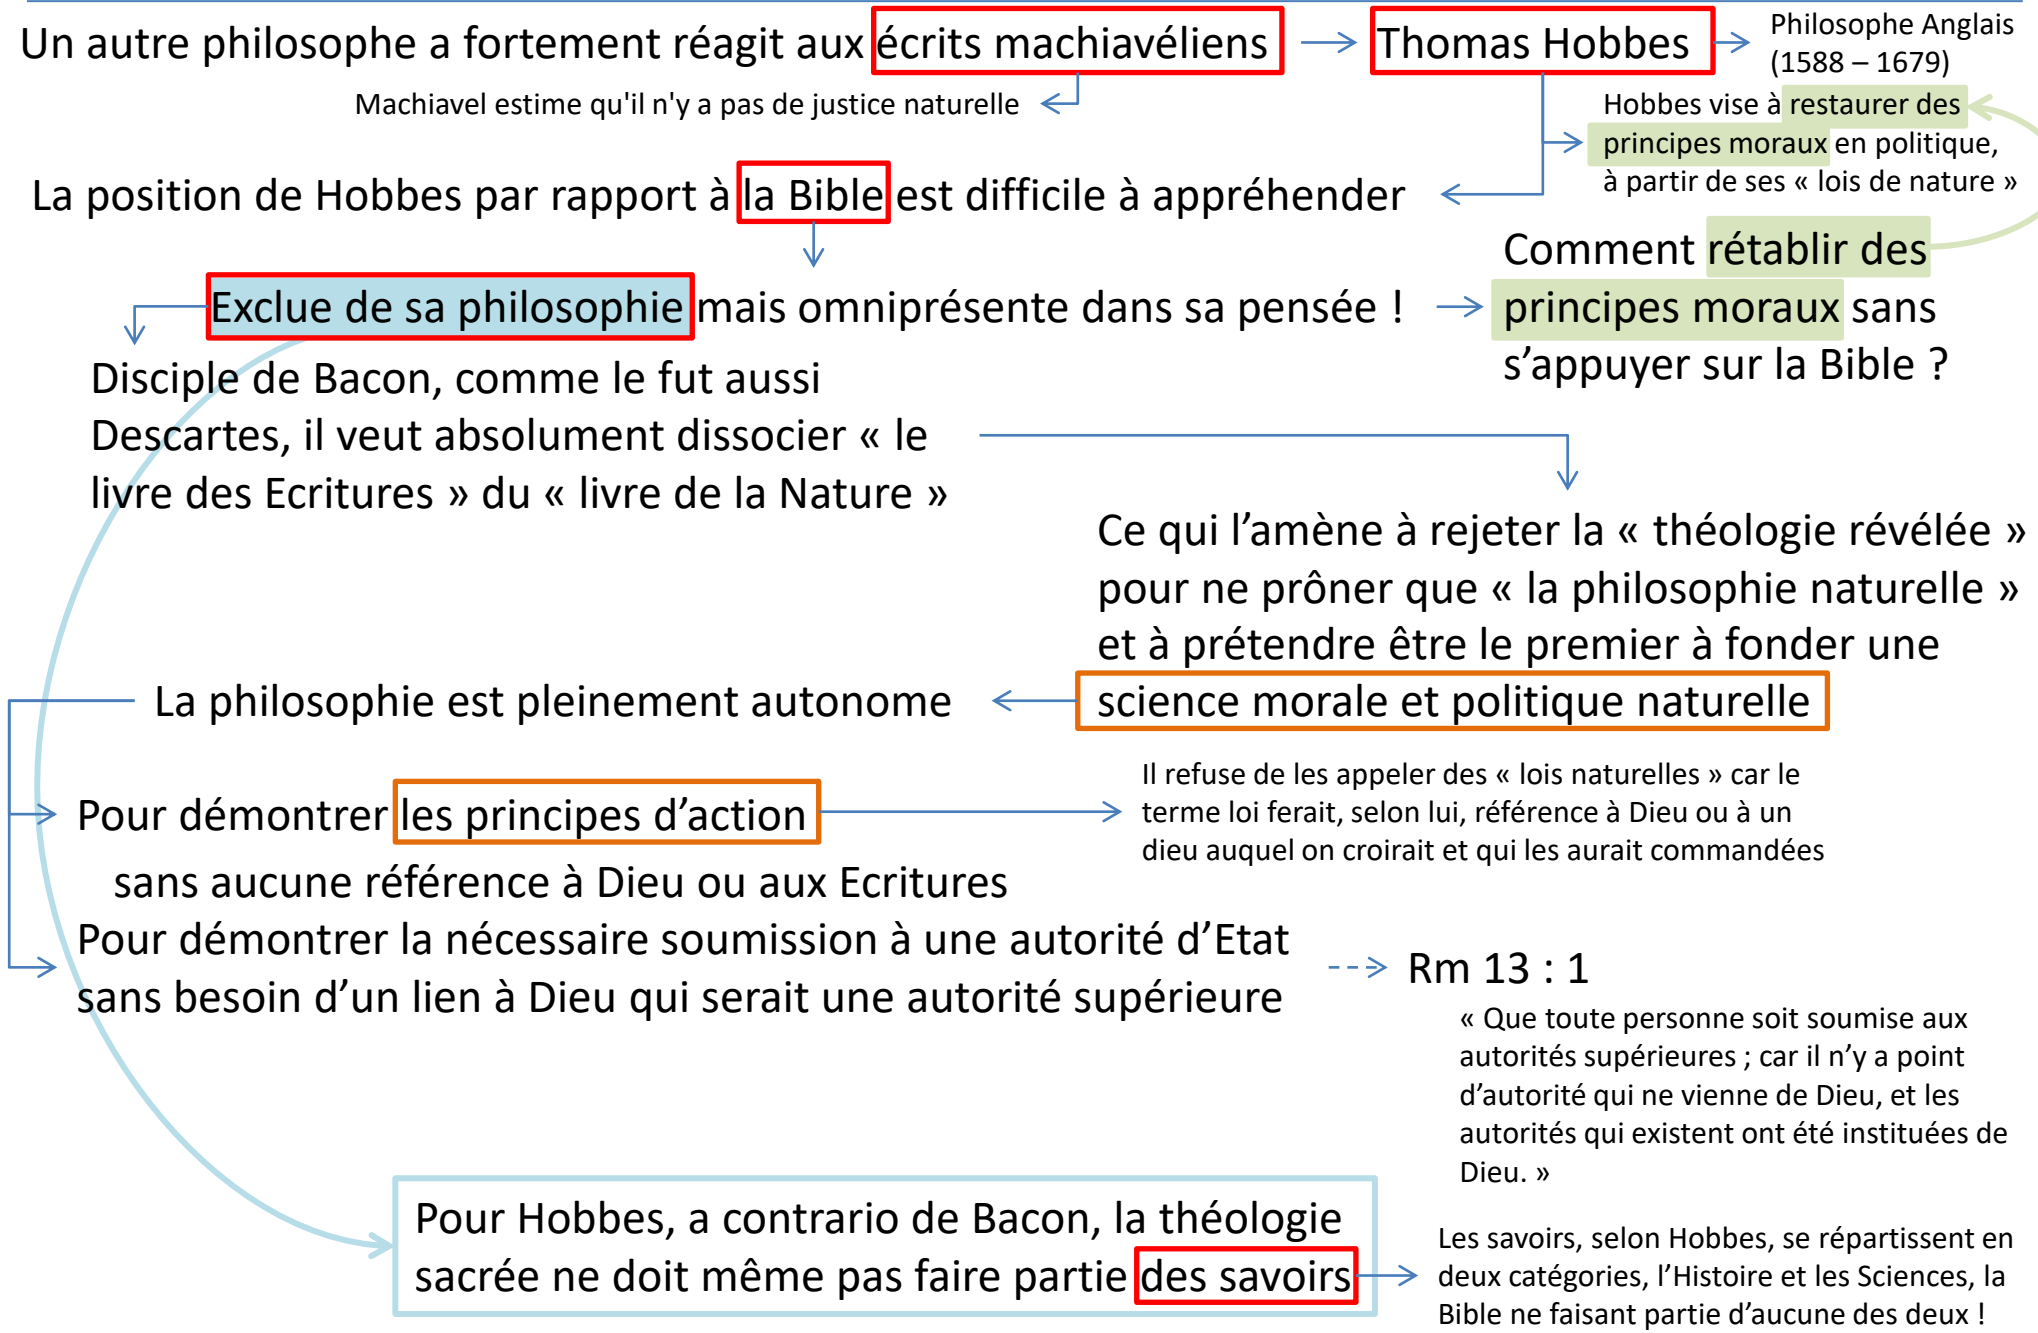 Un autre philosophe a fortement réagit aux écrits machiavéliens
Thomas Hobbes
Philosophe Anglais
(1588 – 1679)
Machiavel estime qu'il n'y a pas de justice naturelle
Hobbes vise à restaurer des
principes moraux en politique,
à partir de ses « lois de nature »
La position de Hobbes par rapport à la Bible est difficile à appréhender
Exclue de sa philosophie mais omniprésente dans sa pensée !
Comment rétablir des
principes moraux sans
s’appuyer sur la Bible ?
Disciple de Bacon, comme le fut aussi
Descartes, il veut absolument dissocier « le
livre des Ecritures » du « livre de la Nature »
Ce qui l’amène à rejeter la « théologie révélée »
pour ne prôner que « la philosophie naturelle »
et à prétendre être le premier à fonder une
science morale et politique naturelle
La philosophie est pleinement autonome
Pour démontrer les principes d’action
sans aucune référence à Dieu ou aux Ecritures
Il refuse de les appeler des « lois naturelles » car le
terme loi ferait, selon lui, référence à Dieu ou à un
dieu auquel on croirait et qui les aurait commandées
Pour démontrer la nécessaire soumission à une autorité d’Etat
sans besoin d’un lien à Dieu qui serait une autorité supérieure
Rm 13 : 1
« Que toute personne soit soumise aux
autorités supérieures ; car il n’y a point
d’autorité qui ne vienne de Dieu, et les
autorités qui existent ont été instituées de
Dieu. »
Pour Hobbes, a contrario de Bacon, la théologie
sacrée ne doit même pas faire partie des savoirs
Les savoirs, selon Hobbes, se répartissent en
deux catégories, l’Histoire et les Sciences, la
Bible ne faisant partie d’aucune des deux !